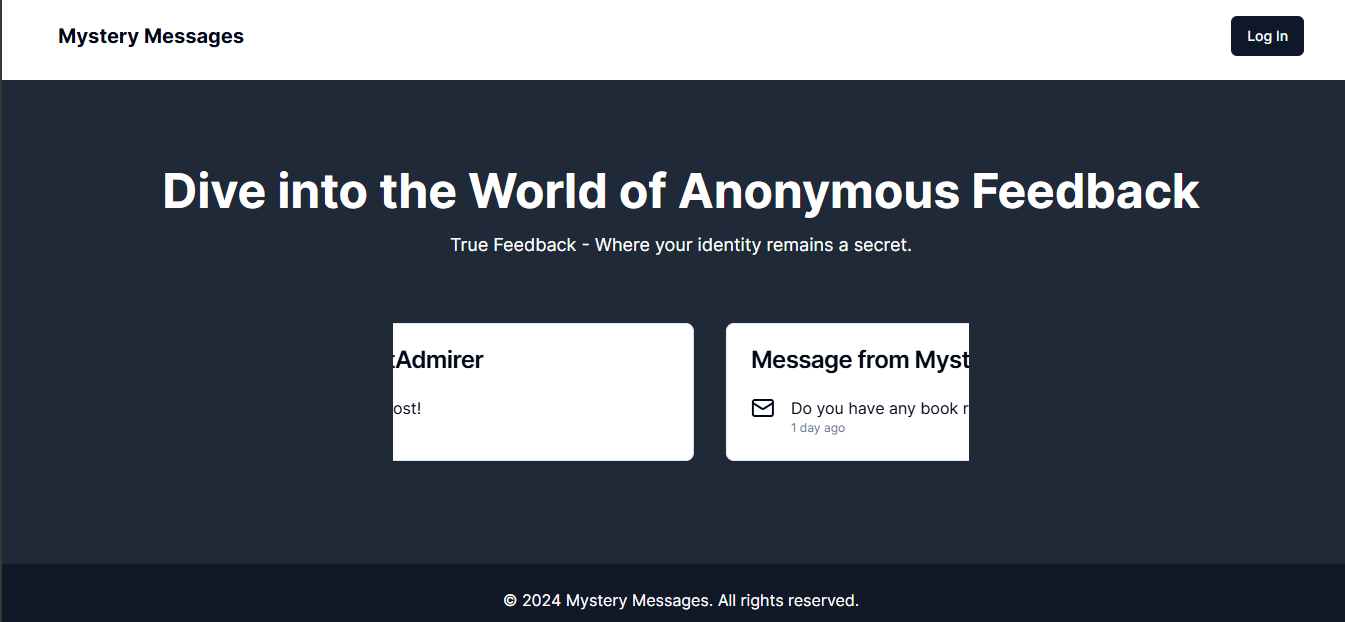 Mystery Messages
Log In
Dive into the World of Anonymous Feedback
True Feedback - Where your identity remains a secret.
tAdmirer
ost!
Message from Myst
Do you have any book r
1 day ago
© 2024 Mystery Messages. All rights reserved.